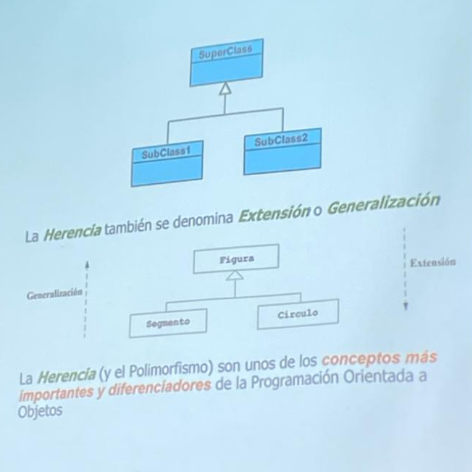 SuperClass
SubClass1
SubClass2
La Herencia también se denomina Extensión o Generalización
Figura
Generalización
Extensión
Segmento
Circulo
La Herencia (y el Polimorfismo) son unos de los conceptos más
importantes y diferenciadores de la Programación Orientada a
Objetos